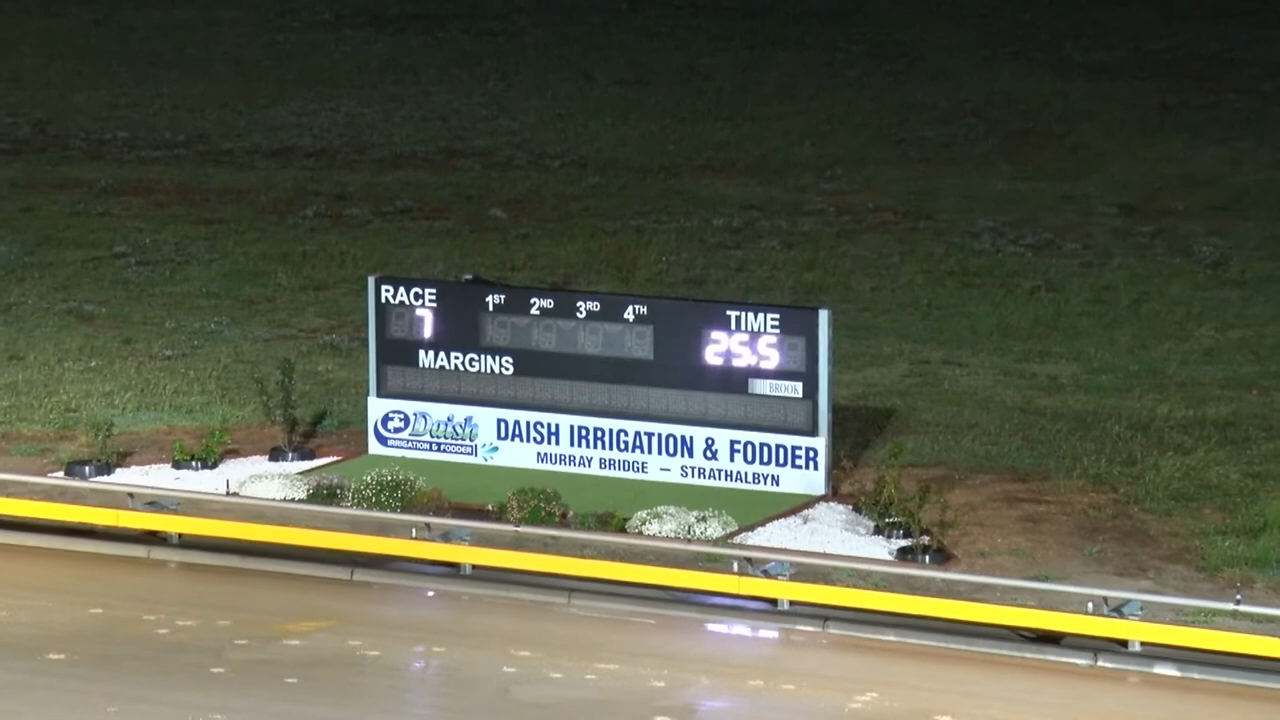 RACE 1ST 2ND 3RD 4TH TIME
7 25.5
MARGINS
BROOK
Daish
IRRIGATION & FODDER
DAISH IRRIGATION & FODDER
MURRAY BRIDGE — STRATHALBYN